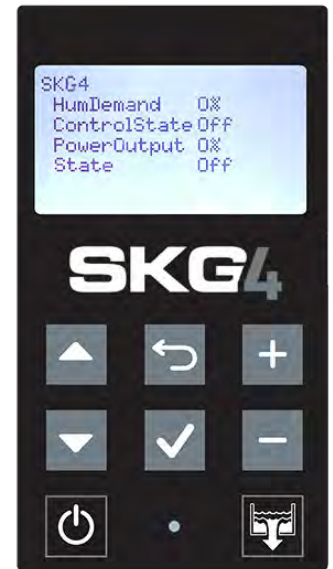 SKG4
HumDemand 0%
ControlState Off
PowerOutput 0%
State Off
SKG4